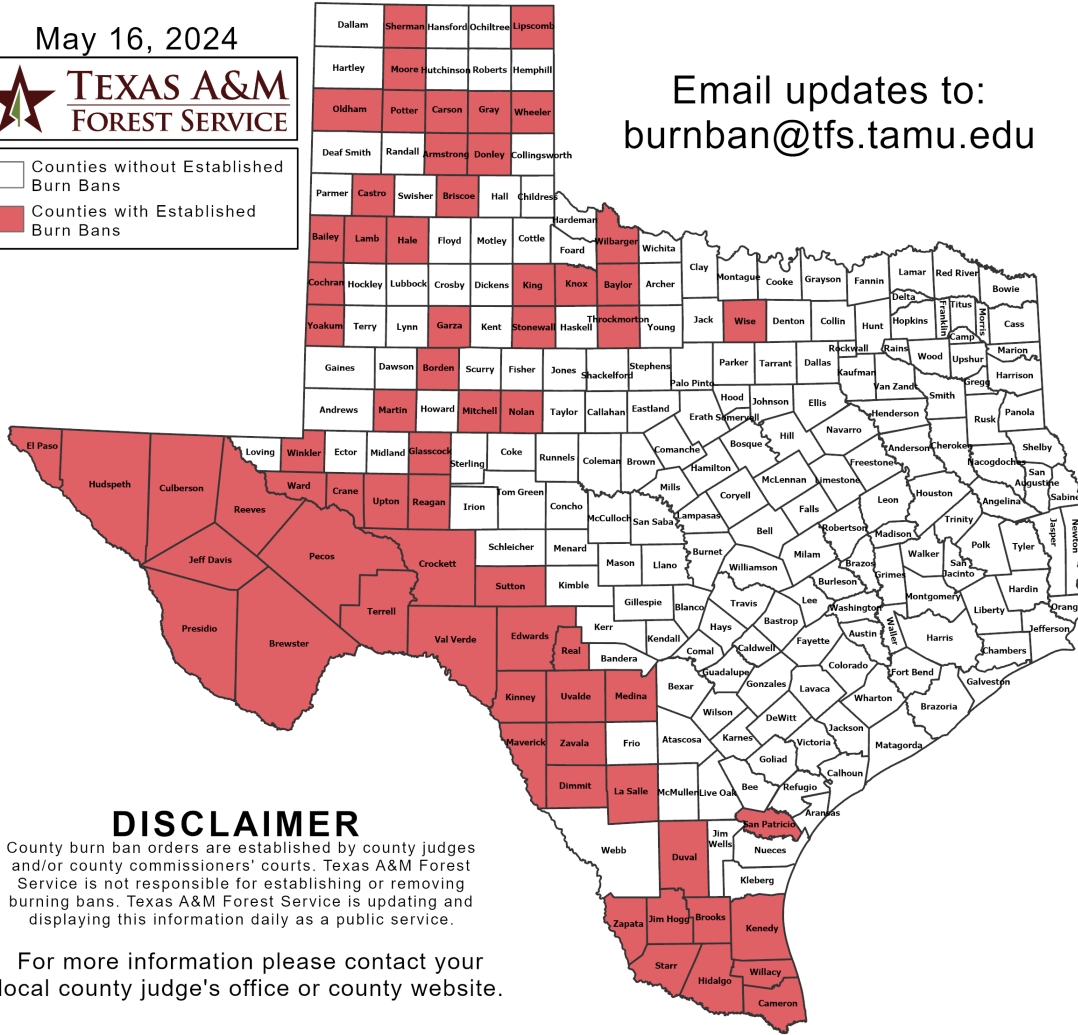 May 16, 2024
TEXAS A&M
FOREST SERVICE
Counties without Established
Burn Bans
Counties with Established
Burn Bans
Email updates to:
burnban@tfs.tamu.edu
Dallam Sherman Hansford Ochiltree Lipscomb
Hartley Moore Hutchinson Roberts Hemphill
Oldham Potter Carson Gray Wheeler
Deaf Smith Randall Armstrong Donley Collingsworth
Parmer Castro Swisher Briscoe Hall Childress
Hardeman
Bailey Lamb Hale Floyd Motley Cottle Foard Wilbarger Wichita
Clay Montague Cooke Grayson Fannin Lamar Red River Bowie
Cochran Hockley Lubbock Crosby Dickens King Knox Baylor Archer
Delta Franklin Titus Morris Cass
Yoakum Terry Lynn Garza Kent Stonewall Haskell Throckmorton Young Jack Wise Denton Collin Hunt Hopkins Camp
Rockwall Rains Wood Upshur Marion
Gaines Dawson Borden Scurry Fisher Jones Shackelford Stephens Palo Pinto Parker Tarrant Dallas Kaufman Van Zandt Gregg Harrison
Andrews Martin Howard Mitchell Nolan Taylor Callahan Eastland Erath Hood Somervell Johnson Ellis Henderson Smith Rusk Panola
El Paso Hudspeth Culberson Loving Winkler Ector Midland Glasscock Sterling Coke Runnels Coleman Brown Comanche Bosque Hill Navarro Anderson Cherokee Nacogdoches Shelby
San Augustine Sabine
Reeves Ward Crane Upton Reagan Irion Tom Green Concho McCulloch San Saba Mills Hamilton Lampasas Coryell McLennan Limestone Freestone Leon Houston Angelina
Jeff Davis Pecos Crockett Schleicher Menard Mason Llano Burnet Bell Falls Robertson Madison Trinity Polk Tyler Jasper Newton
Presidio Brewster Terrell Val Verde Sutton Kimble Gillespie Blanco Williamson Milam Brazos Burleson Grimes Walker San Jacinto Montgomery Liberty Hardin Orang
Edwards Real Kerr Bandera Kendall Comal Hays Travis Bastrop Lee Washington Austin Waller Harris Chambers Jefferson
Kinney Uvalde Medina Bexar Guadalupe Caldwell Gonzales Fayette Lavaca Colorado Wharton Fort Bend Brazoria Galveston
Maverick Zavala Frio Atascosa Wilson Karnes DeWitt Victoria Jackson Matagorda
Dimmit La Salle McMullen Live Oak Bee Goliad Refugio Calhoun Aransas
Webb Duval Jim Wells San Patricio Nueces Kleberg
Zapata Jim Hogg Brooks Kenedy
Starr Hidalgo Willacy Cameron
DISCLAIMER
County burn ban orders are established by county judges
and/or county commissioners' courts. Texas A&M Forest
Service is not responsible for establishing or removing
burning bans. Texas A&M Forest Service is updating and
displaying this information daily as a public service.
For more information please contact your
local county judge's office or county website.